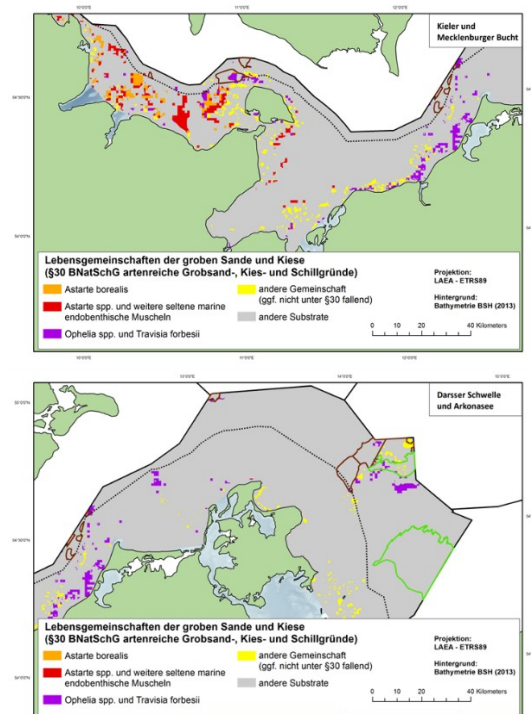 Kieler und
Mecklenburger Bucht
Lebensgemeinschaften der groben Sande und Kiese
(§30 BNatSchG artenreiche Grobsand-, Kies- und Schillgründe)
Astarte borealis
Astarte spp. und weitere seltene marine
endobenthische Muscheln
Ophelia spp. und Travisia forbesii
andere Gemeinschaft
(ggf. nicht unter §30 fallend)
andere Substrate
Projektion:
LAEA - ETRS89
Hintergrund:
Bathymetrie BSH (2013)
0 10 20 40 Kilometers
Darsser Schwelle
und Arkonasee
Lebensgemeinschaften der groben Sande und Kiese
(§30 BNatSchG artenreiche Grobsand-, Kies- und Schillgründe)
Astarte borealis
Astarte spp. und weitere seltene marine
endobenthische Muscheln
Ophelia spp. und Travisia forbesii
andere Gemeinschaft
(ggf. nicht unter §30 fallend)
andere Substrate
Projektion:
LAEA - ETRS89
Hintergrund:
Bathymetrie BSH (2013)
0 10 20 40 Kilometers